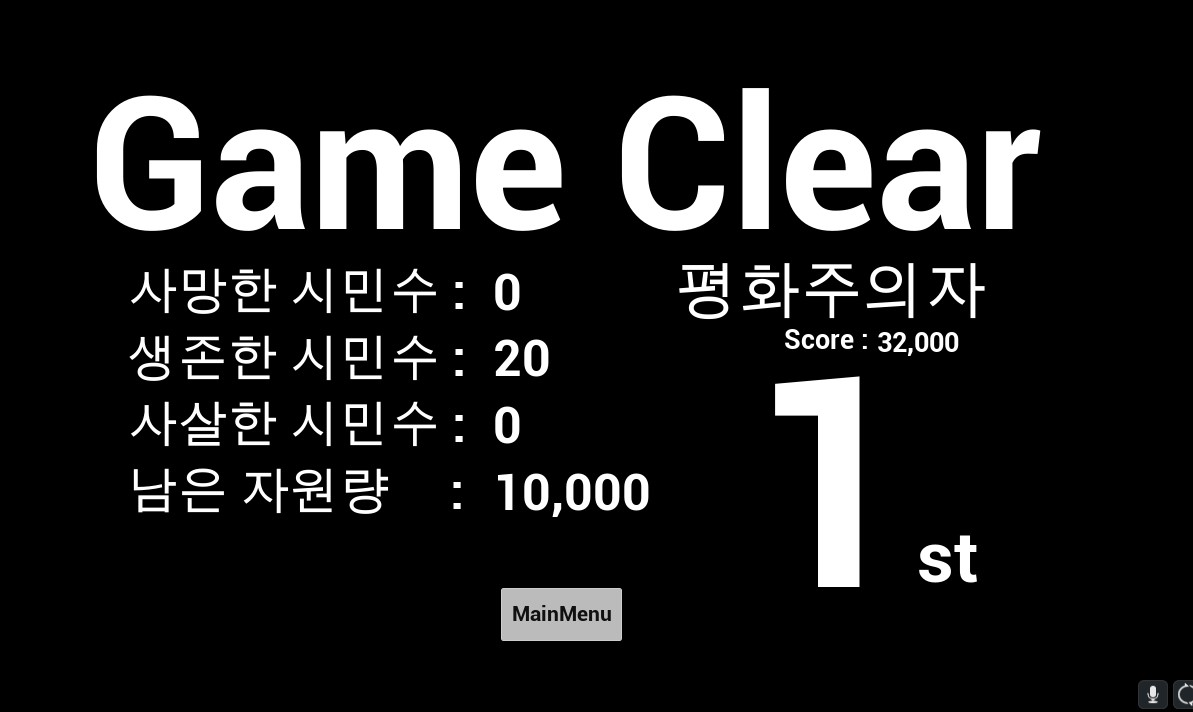 Game Clear
사망한 시민수 : 0
생존한 시민수 : 20
사살한 시민수 : 0
남은 자원량 : 10,000
평화주의자
Score : 32,000
1 st
MainMenu